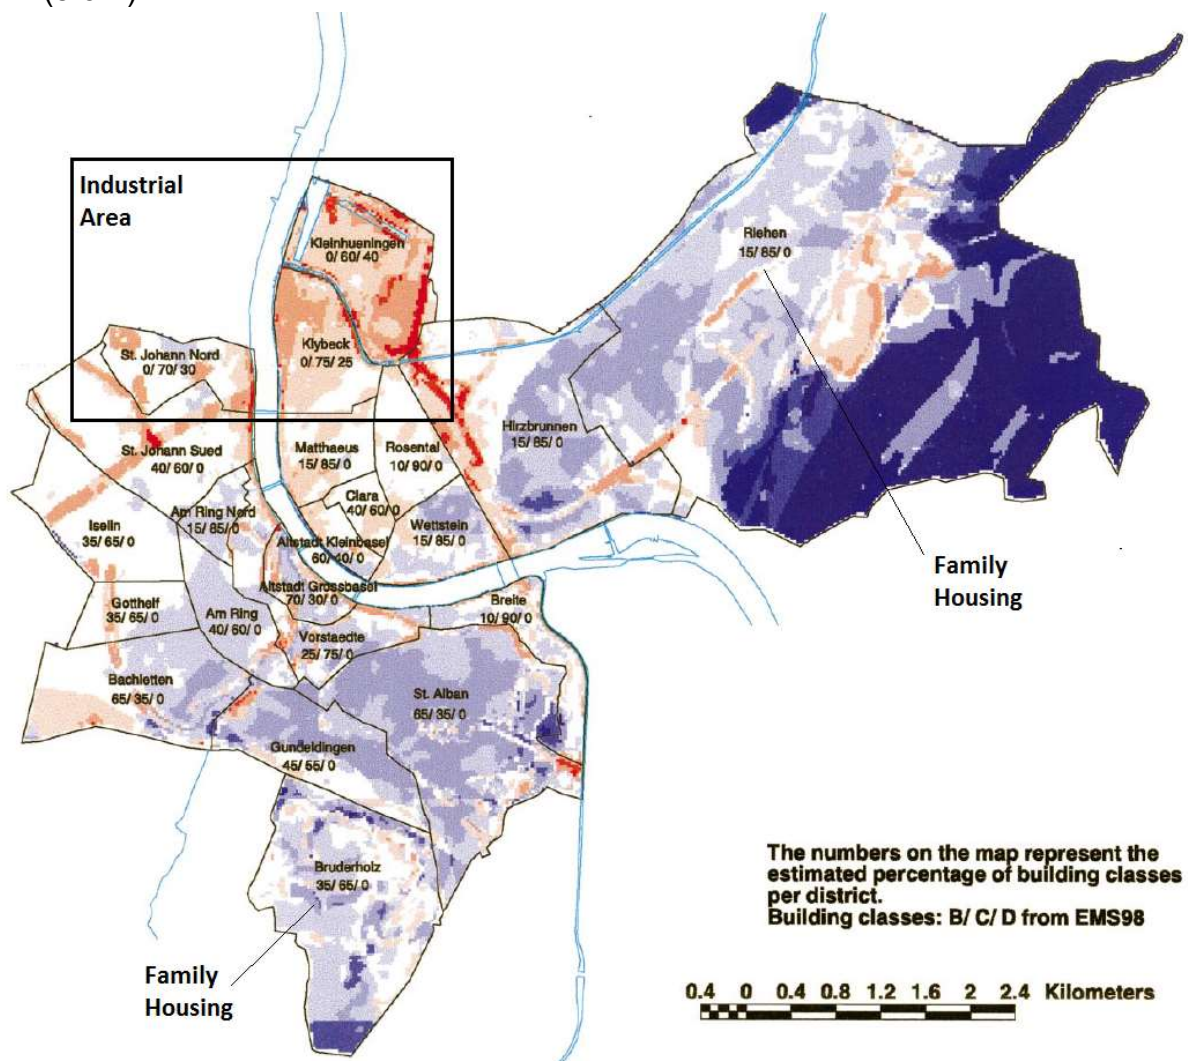 Industrial
Area
Kleinhueningen
0/ 60/ 40
Riehen
15/ 85/ 0
St. Johann Nord
0/ 70/ 30
Klybeck
0/ 75/ 25
Hirzbrunnen
15/ 85/ 0
St. Johann Sued
40/ 60/ 0
Matthaeus
15/ 85/ 0
Rosental
10/ 90/ 0
Clara
40/ 60/ 0
Am Ring Nord
15/ 85/ 0
Iselin
35/ 65/ 0
Wettstein
15/ 85/ 0
Altstadt Kleinbasel
60/ 40/ 0
Family
Housing
Altstadt Grossbasel
70/ 30/ 0
Gotthelf
35/ 65/ 0
Am Ring
40/ 60/ 0
Breite
10/ 90/ 0
Vorstaedte
25/ 75/ 0
Bachletten
65/ 35/ 0
St. Alban
65/ 35/ 0
Gundeldingen
45/ 55/ 0
Bruderholz
35/ 65/ 0
The numbers on the map represent the
estimated percentage of building classes
per district.
Building classes: B/ C/ D from EMS98
Family
Housing
0.4 0 0.4 0.8 1.2 1.6 2 2.4 Kilometers